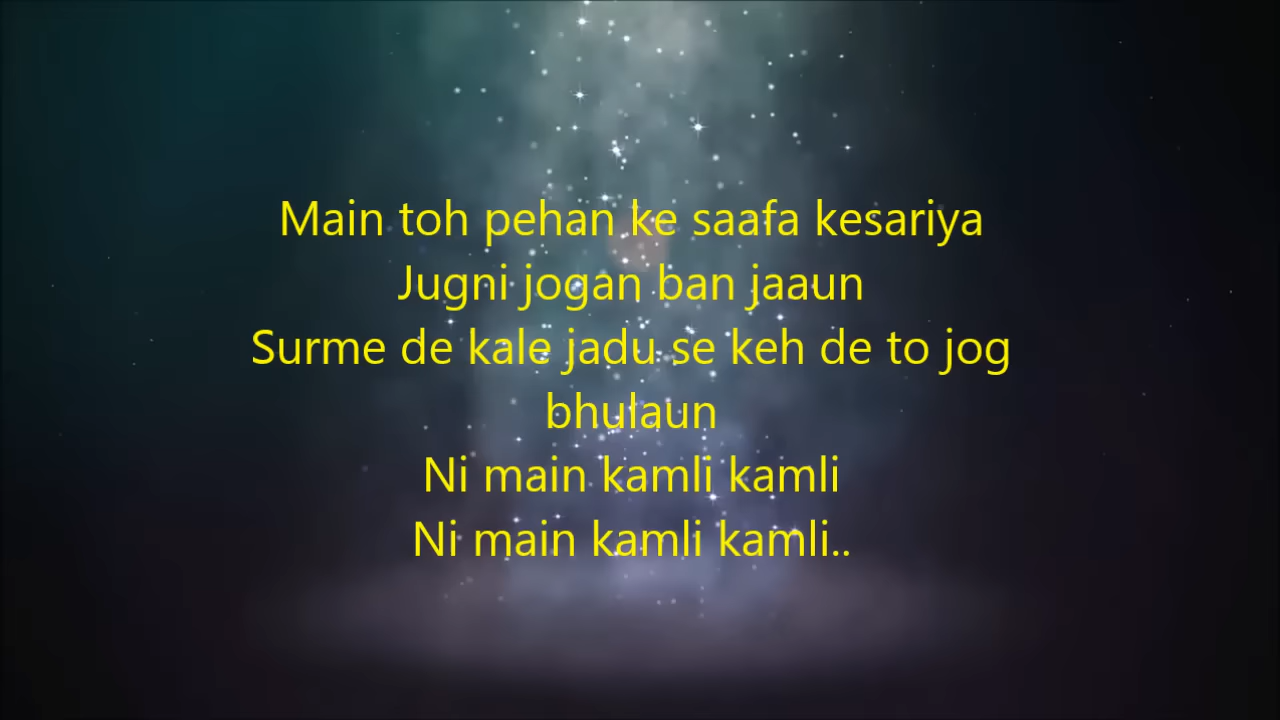 Main toh pehan ke saafa kesariya
Jugni jogan ban jaaun
Surme de kale jadu se keh de to jog
bhulaun
Ni main kamli kamli
Ni main kamli kamli..